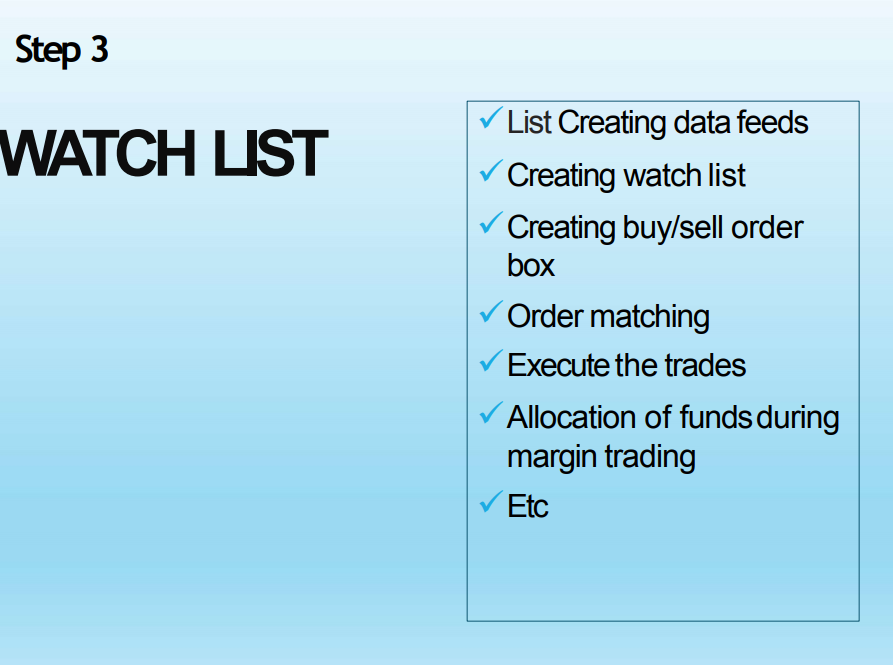 Step 3
WATCH LIST
✓ List Creating data feeds
✓ Creating watch list
✓ Creating buy/sell order
box
✓ Order matching
✓ Execute the trades
✓ Allocation of funds during
margin trading
✓ Etc